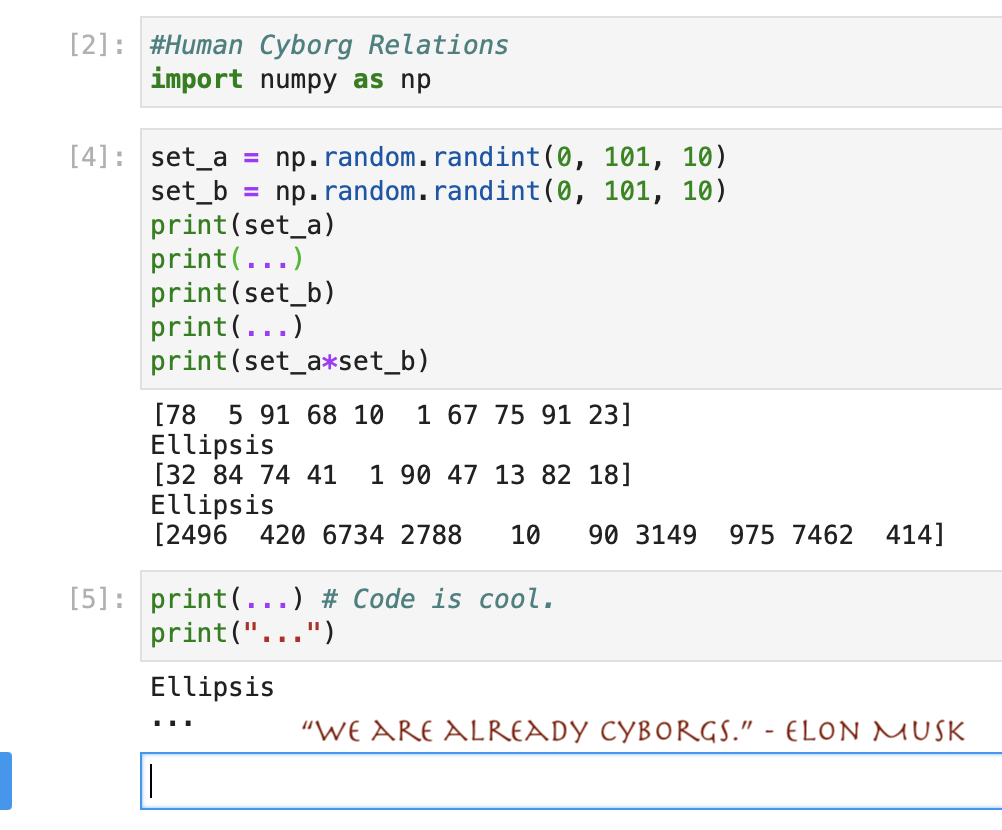 [2]: #Human Cyborg Relations
import numpy as np
[4]: set_a = np.random.randint(0, 101, 10)
set_b = np.random.randint(0, 101, 10)
print(set_a)
print(...)
print(set_b)
print(...)
print(set_a*set_b)
[78  5 91 68 10  1 67 75 91 23]
Ellipsis
[32 84 74 41  1 90 47 13 82 18]
Ellipsis
[2496  420 6734 2788   10   90 3149  975 7462  414]
[5]: print(...) # Code is cool.
print("...")
Ellipsis
...
“WE ARE ALREADY CYBORGS.” - ELON MUSK